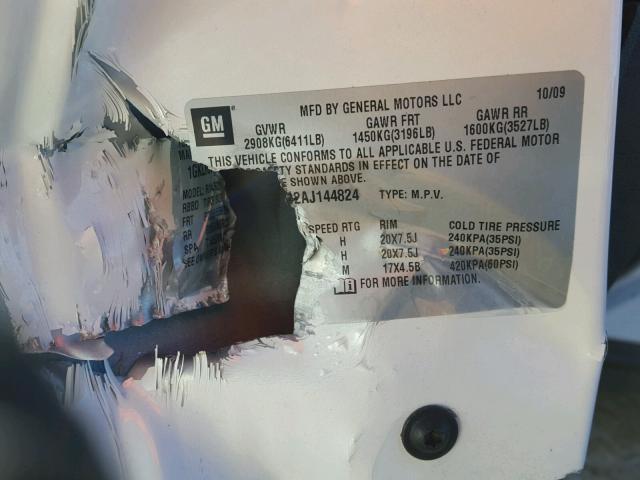 MFD BY GENERAL MOTORS LLC 10/09
GM
GVWR GAWR FRT GAWR RR
2908KG(6411LB) 1450KG(3196LB) 1600KG(3527LB)
THIS VEHICLE CONFORMS TO ALL APPLICABLE U.S. FEDERAL MOTOR
SAFETY STANDARDS IN EFFECT ON THE DATE OF
SHOWN ABOVE.
2AJ144824 TYPE: M.P.V.
SPEED RTG RIM COLD TIRE PRESSURE
H 20X7.5J 240KPA(35PSI)
H 20X7.5J 240KPA(35PSI)
M 17X4.5B 420KPA(60PSI)
FOR MORE INFORMATION.
FRT
RR